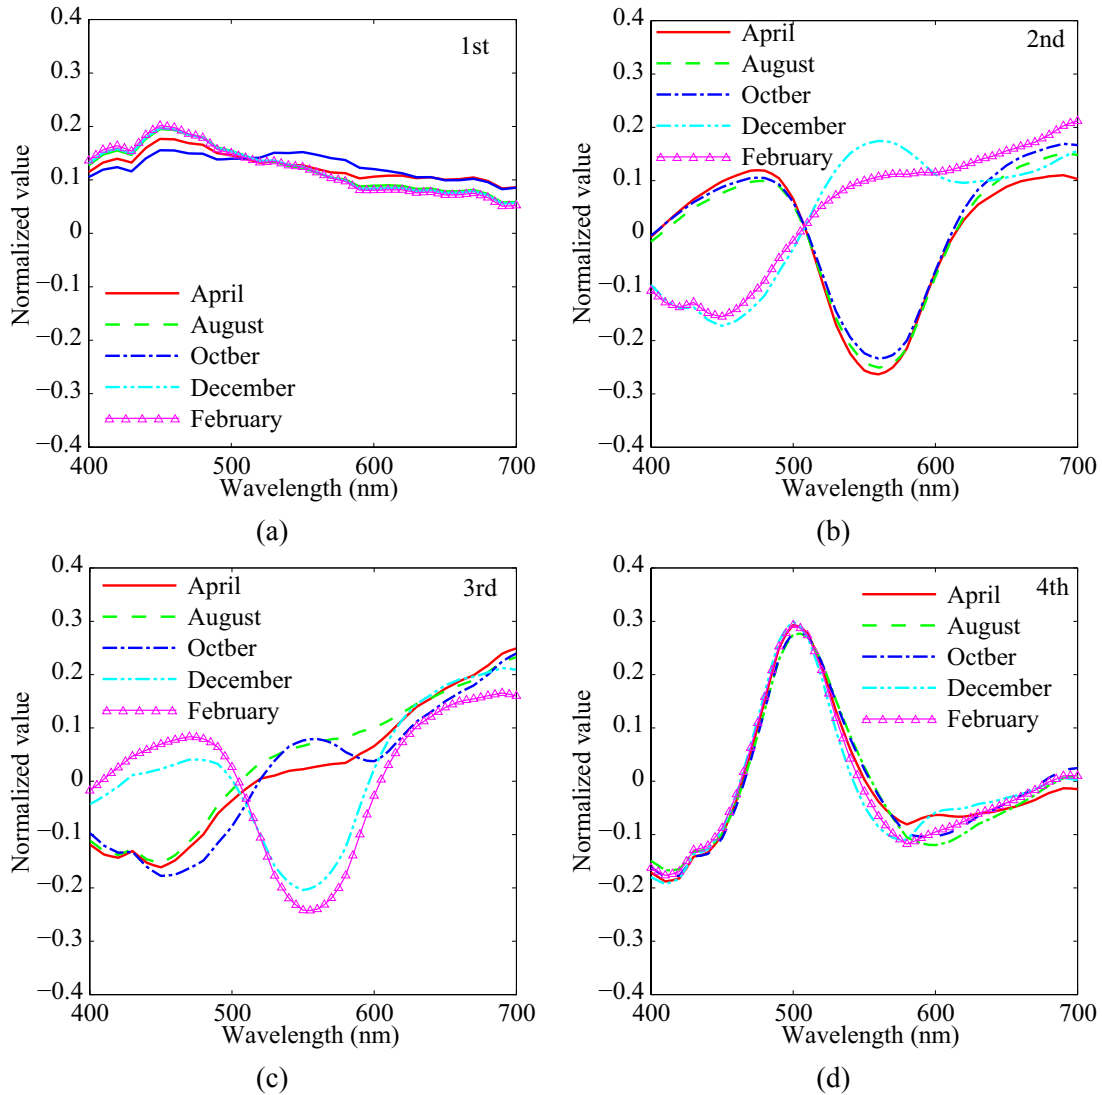 0.4
0.3
0.2
0.1
0
−0.1
−0.2
−0.3
−0.4
Normalized value
1st
April
August
Octber
December
February
400
500
600
700
Wavelength (nm)
(a)
0.4
0.3
0.2
0.1
0
−0.1
−0.2
−0.3
−0.4
Normalized value
April
August
Octber
December
February
2nd
400
500
600
700
Wavelength (nm)
(b)
0.4
0.3
0.2
0.1
0
−0.1
−0.2
−0.3
−0.4
Normalized value
April
August
Octber
December
February
3rd
400
500
600
700
Wavelength (nm)
(c)
0.4
0.3
0.2
0.1
0
−0.1
−0.2
−0.3
−0.4
Normalized value
4th
April
August
Octber
December
February
400
500
600
700
Wavelength (nm)
(d)